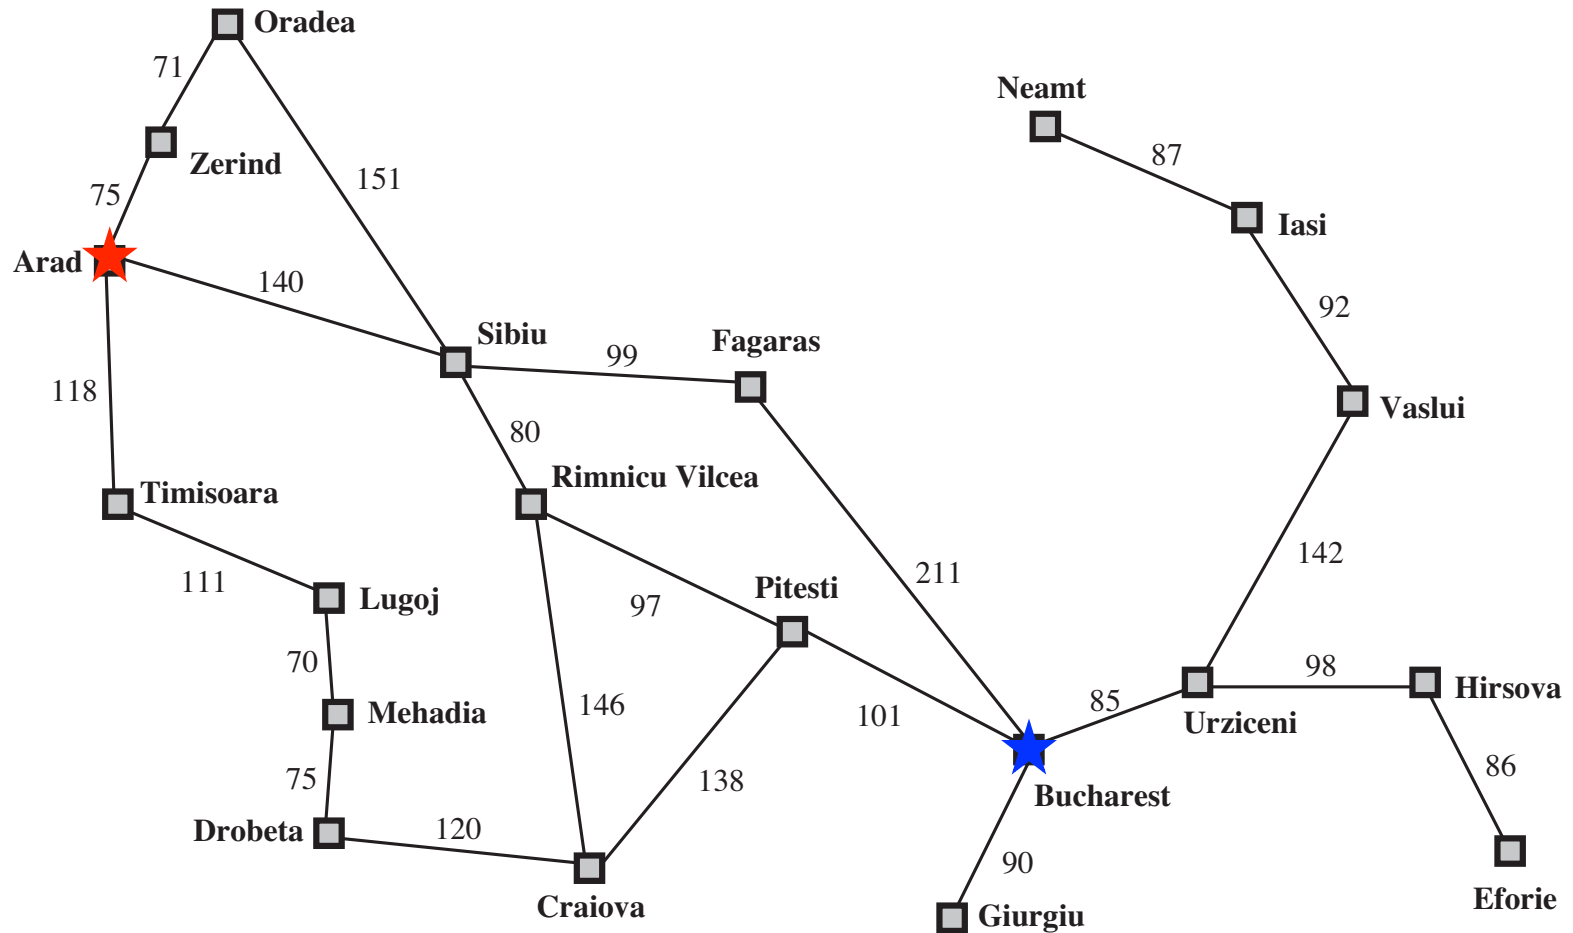 Oradea
71
Neamt
87
Zerind
151
75
Iasi
Arad
140
92
Sibiu
Fagaras
99
118
Vaslui
80
Rimnicu Vilcea
Timisoara
142
211
111
Pitesti
Lugoj
97
70
98
Hirsova
146
85
Mehadia
101
Urziceni
86
75
138
Bucharest
Drobeta
120
90
Eforie
Craiova
Giurgiu